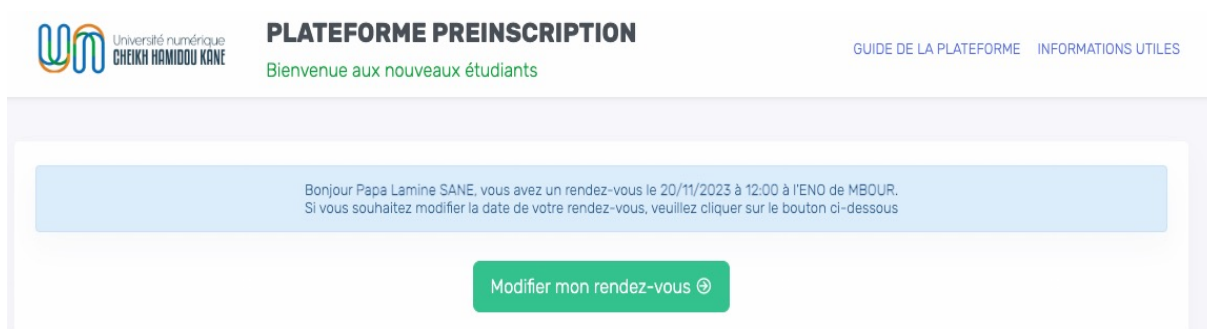 Université numérique
CHEIKH HAMIDOU KANE
PLATEFORME PREINSCRIPTION
Bienvenue aux nouveaux étudiants
GUIDE DE LA PLATEFORME INFORMATIONS UTILES
Bonjour Papa Lamine SANE, vous avez un rendez-vous le 20/11/2023 à 12:00 à l'ENO de MBOUR.
Si vous souhaitez modifier la date de votre rendez-vous, veuillez cliquer sur le bouton ci-dessous
Modifier mon rendez-vous